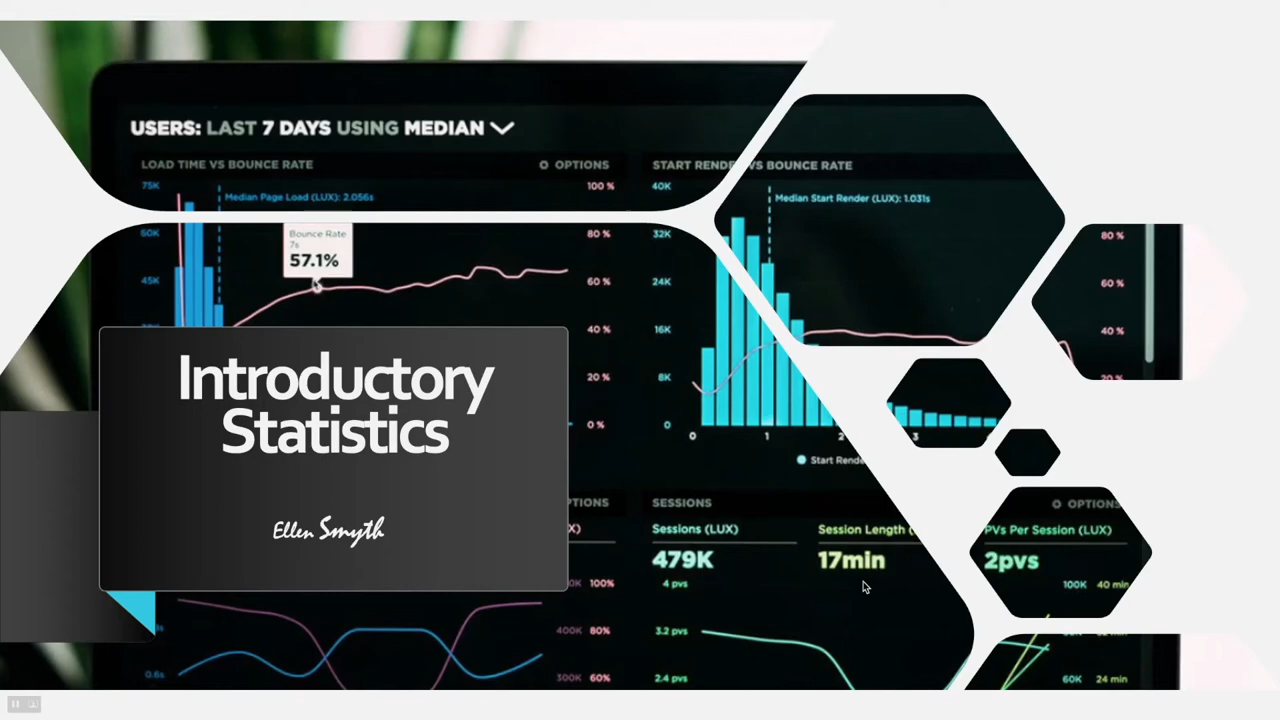 USERS: LAST 7 DAYS USING MEDIAN
LOAD TIME VS BOUNCE RATE
OPTIONS
START RENDER VS BOUNCE RATE
75K
100 %
40K
Median Page Load (LUX): 2.056s
Median Start Render (LUX): 1.031s
60K
Bounce Rate
7s
57.1%
80 %
32K
80 %
45K
60 %
24K
60 %
40 %
16K
40 %
20 %
8K
20 %
0 %
0
0
1
2
3
Introductory
Statistics
Ellen Smyth
Start Rende
PTIONS
SESSIONS
OPTIONS
Sessions (LUX)
Session Length (
PVs Per Session (LUX)
479K
17min
2pvs
100%
4 pvs
100K
40 min
400K
80%
3.2 pvs
0.6s
300K
60%
2.4 pvs
60K
24 min